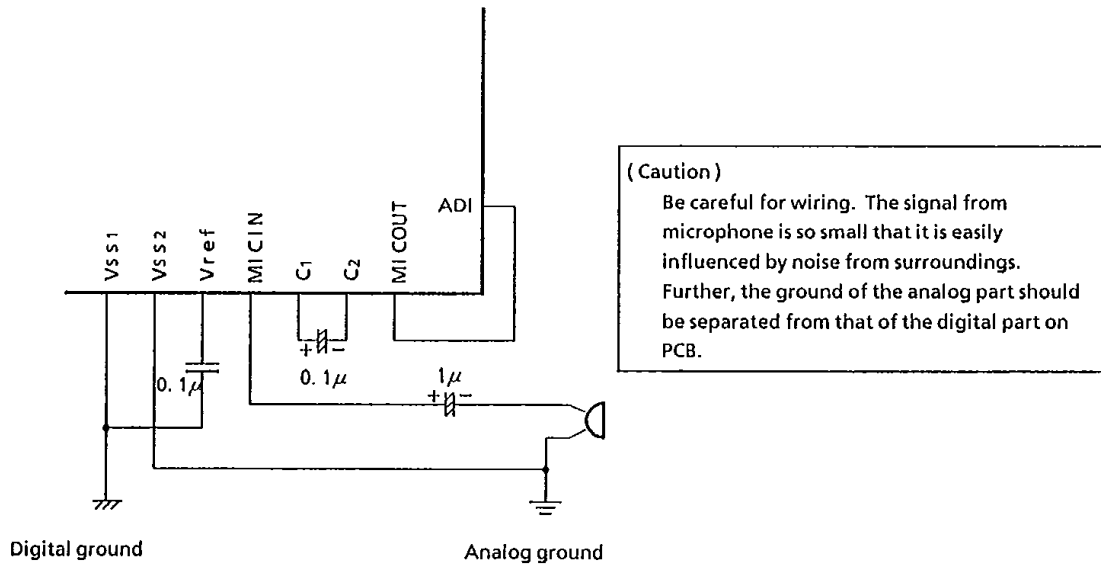 ADI
VSS1
VSS2
Vref
MICIN
C1
C2
MICOUT
+ -
0.1μ
0.1μ
1μ
+ -
(Caution)
Be careful for wiring. The signal from
microphone is so small that it is easily
influenced by noise from surroundings.
Further, the ground of the analog part should
be separated from that of the digital part on
PCB.
Digital ground
Analog ground